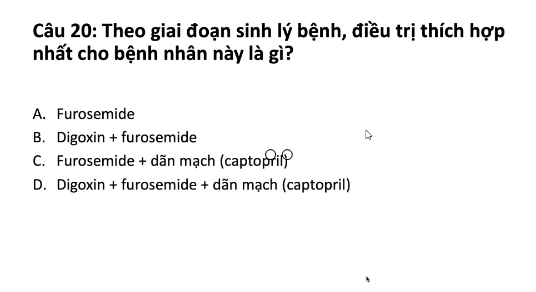 Câu 20: Theo giai đoạn sinh lý bệnh, điều trị thích hợp
nhất cho bệnh nhân này là gì?
A. Furosemide
B. Digoxin + furosemide
C. Furosemide + dãn mạch (captopril)
D. Digoxin + furosemide + dãn mạch (captopril)